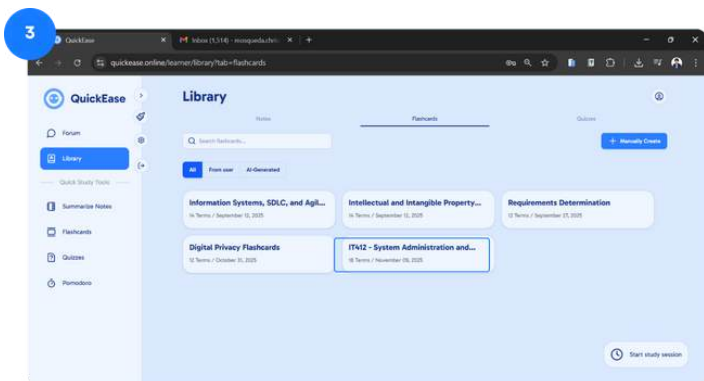 3
QuickEase
Inbox (1,514) - mosqueda.chri
quickease.online/learner/library?tab=flashcards
QuickEase
Library
Notes
Flashcards
Quizzes
Forum
Search flashcards...
Manually Create
Library
All
From user
AI-Generated
Quick Study Tools
Summarize Notes
Flashcards
Quizzes
Pomodoro
Information Systems, SDLC, and Agil...
Terms / September 12, 2025
Intellectual and Intangible Property...
Terms / September 12, 2025
Requirements Determination
12 Terms / September 27, 2025
Digital Privacy Flashcards
12 Terms / October 31, 2025
IT412 - System Administration and...
18 Terms / November 09, 2025
Start study session